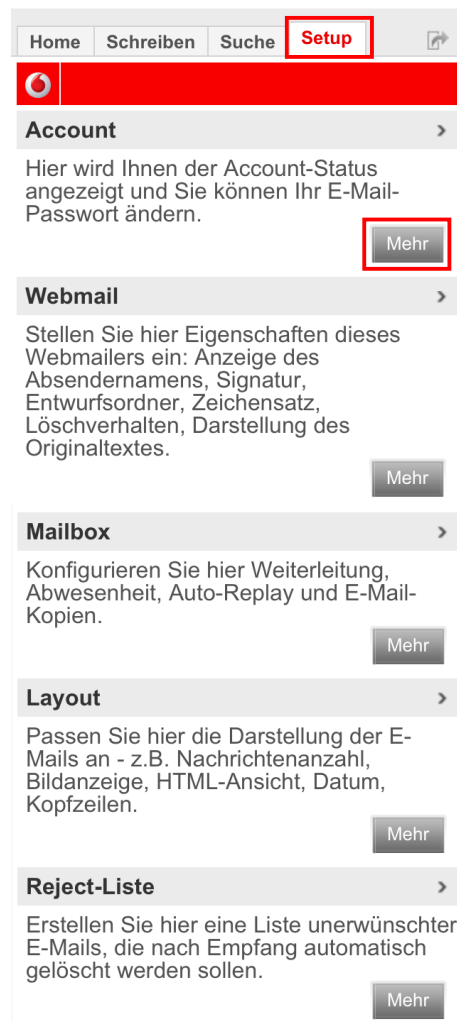 Home Schreiben Suche Setup
Account
Hier wird Ihnen der Account-Status
angezeigt und Sie können Ihr E-Mail-
Passwort ändern.
Mehr
Webmail
Stellen Sie hier Eigenschaften dieses
Webmailers ein: Anzeige des
Absendernamens, Signatur,
Entwurfsordner, Zeichensatz,
Löschverhalten, Darstellung des
Originaltextes.
Mehr
Mailbox
Konfigurieren Sie hier Weiterleitung,
Abwesenheit, Auto-Replay und E-Mail-
Kopien.
Mehr
Layout
Passen Sie hier die Darstellung der E-
Mails an - z.B. Nachrichtenanzahl,
Bildanzeige, HTML-Ansicht, Datum,
Kopfzeilen.
Mehr
Reject-Liste
Erstellen Sie hier eine Liste unerwünschter
E-Mails, die nach Empfang automatisch
gelöscht werden sollen.
Mehr